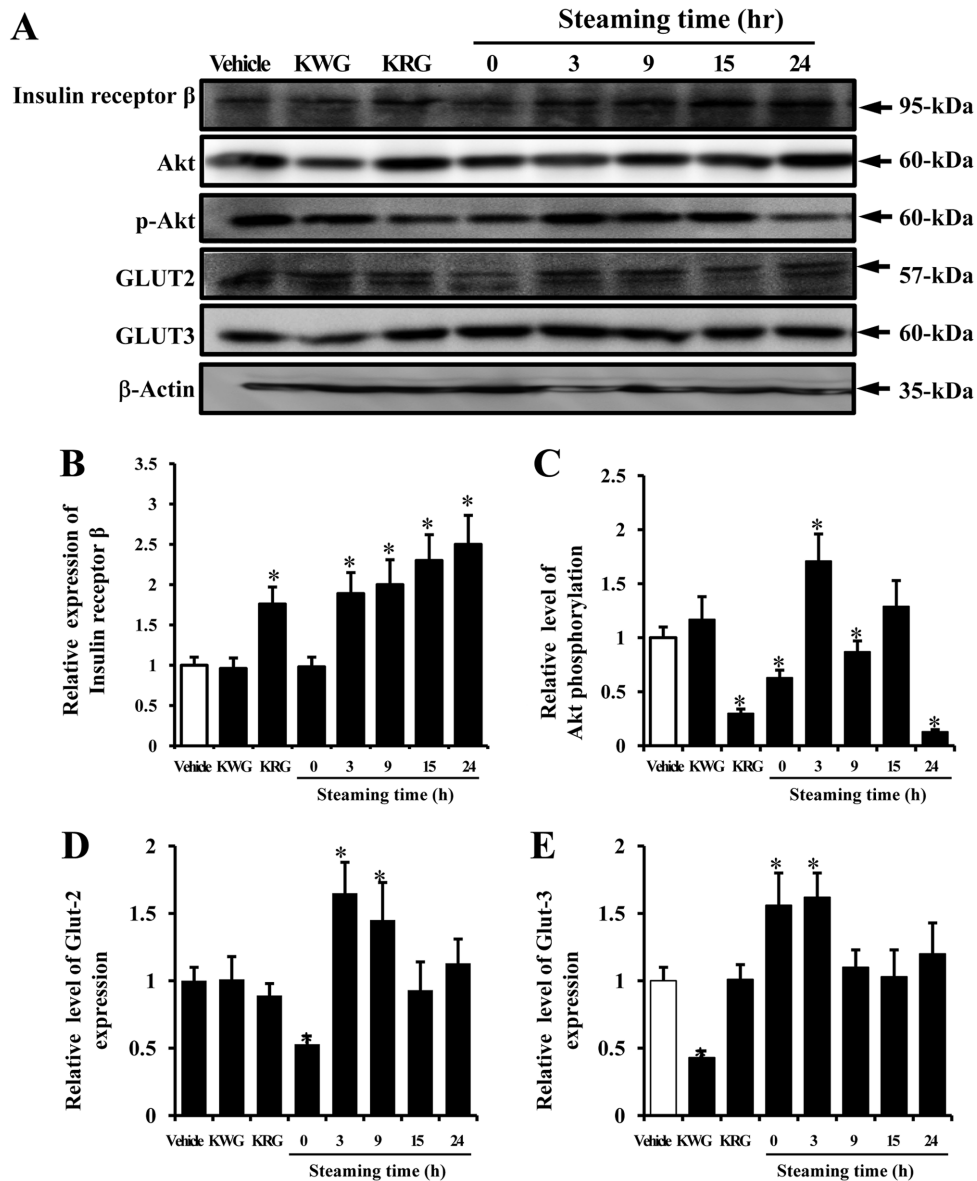 A
Steaming time (hr)
Vehicle KWG KRG 0 3 9 15 24
Insulin receptor β 95-kDa
Akt 60-kDa
p-Akt 60-kDa
GLUT2 57-kDa
GLUT3 60-kDa
β-Actin 35-kDa
B
Relative expression of
Insulin receptor β
3.5
3
2.5
2
1.5
1
0.5
0
* * * * *
Vehicle KWG KRG 0 3 9 15 24
Steaming time (h)
C
Relative level of
Akt phosphorylation
2.5
2
1.5
1
0.5
0
* * * * *
Vehicle KWG KRG 0 3 9 15 24
Steaming time (h)
D
Relative level of Glut-2
expression
2
1.5
1
0.5
0
* * *
Vehicle KWG KRG 0 3 9 15 24
Steaming time (h)
E
Relative level of Glut-3
expression
2
1.5
1
0.5
0
* * *
Vehicle KWG KRG 0 3 9 15 24
Steaming time (h)